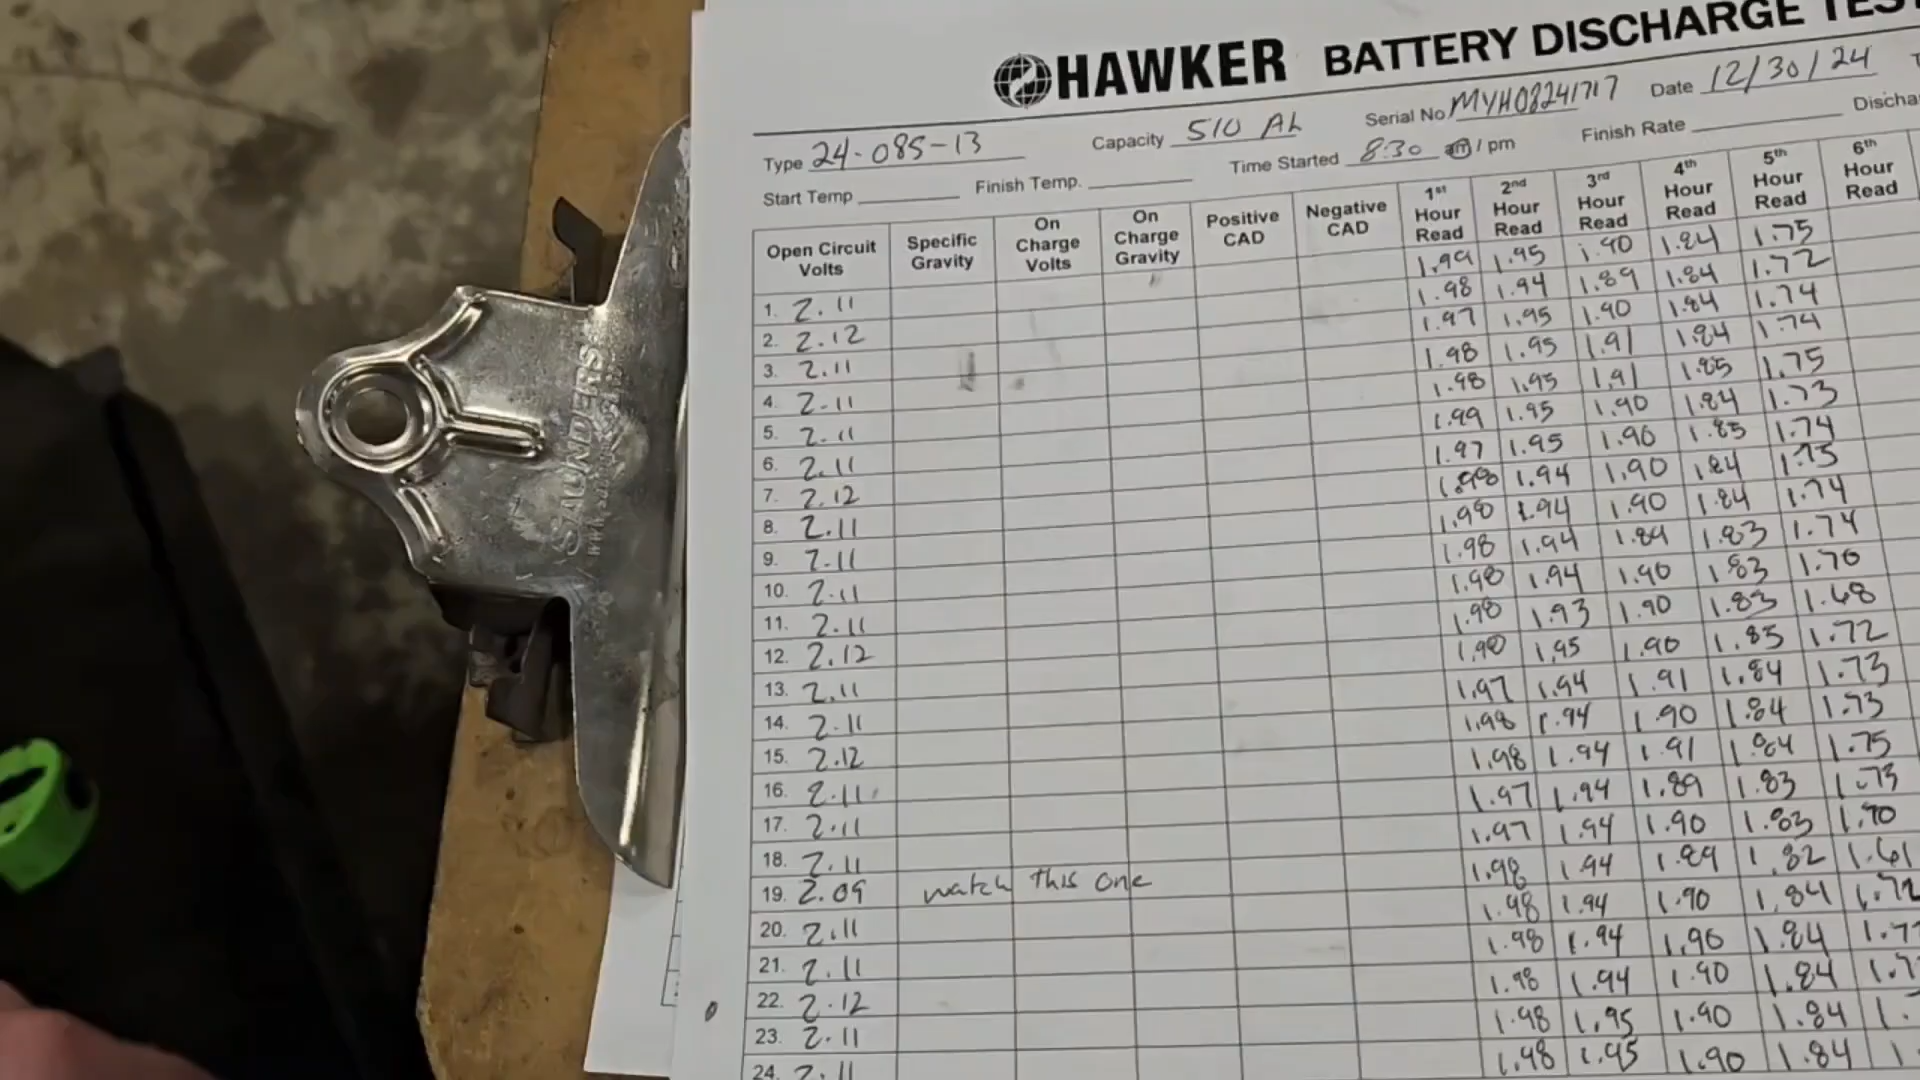 HAWKER BATTERY DISCHARGE
Type 24-085-13 Capacity 510 AH Serial No MYH08241717 Date 12/30/24
Start Temp Finish Temp. Time Started 8:30 am / pm Finish Rate
Open Circuit Volts Specific Gravity On Charge Volts On Charge Gravity Positive CAD Negative CAD 1st Hour Read 2nd Hour Read 3rd Hour Read 4th Hour Read 5th Hour Read 6th Hour Read
1. 2.11 1.99 1.95 1.90 1.84 1.75
2. 2.12 1.98 1.94 1.89 1.84 1.72
3. 2.11 1.97 1.95 1.90 1.84 1.74
4. 2.11 1.98 1.95 1.91 1.84 1.74
5. 2.11 1.98 1.95 1.91 1.85 1.75
6. 2.11 1.99 1.95 1.90 1.84 1.73
7. 2.12 1.97 1.95 1.90 1.85 1.74
8. 2.11 1.98 1.94 1.90 1.84 1.75
9. 2.11 1.98 1.94 1.90 1.84 1.74
10. 2.11 1.98 1.94 1.89 1.83 1.74
11. 2.11 1.98 1.94 1.90 1.83 1.70
12. 2.12 1.98 1.93 1.90 1.83 1.68
13. 2.11 1.98 1.95 1.90 1.85 1.72
14. 2.11 1.97 1.94 1.91 1.84 1.73
15. 2.12 1.98 1.94 1.90 1.84 1.73
16. 2.11 1.98 1.94 1.91 1.84 1.75
17. 2.11 1.97 1.94 1.89 1.83 1.73
18. 2.11 1.97 1.94 1.90 1.83 1.70
19. 2.09 watch this one 1.98 1.94 1.89 1.82 1.61
20. 2.11 1.98 1.94 1.90 1.84 1.72
21. 2.11 1.98 1.94 1.90 1.84
22. 2.12 1.98 1.94 1.90 1.84
23. 2.11 1.98 1.95 1.90 1.84
24. 2.11 1.98 1.95 1.90 1.84
SAUNDERS